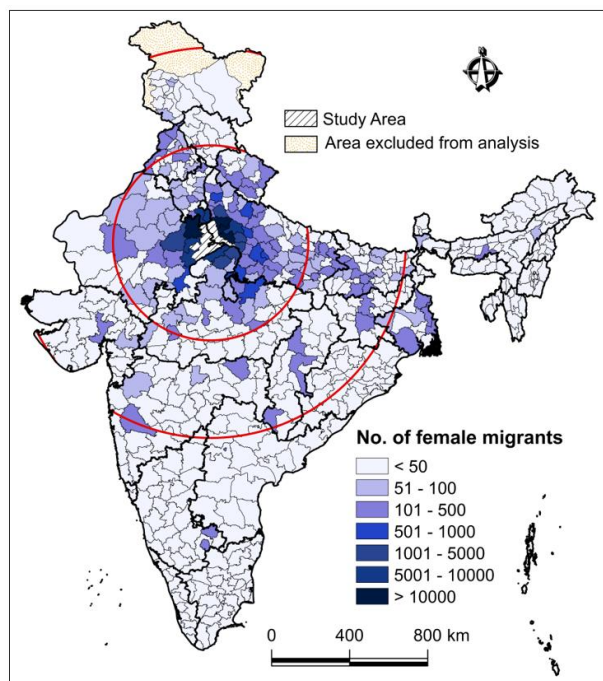 Study Area
Area excluded from analysis
No. of female migrants
< 50
51 - 100
101 - 500
501 - 1000
1001 - 5000
5001 - 10000
> 10000
0 400 800 km